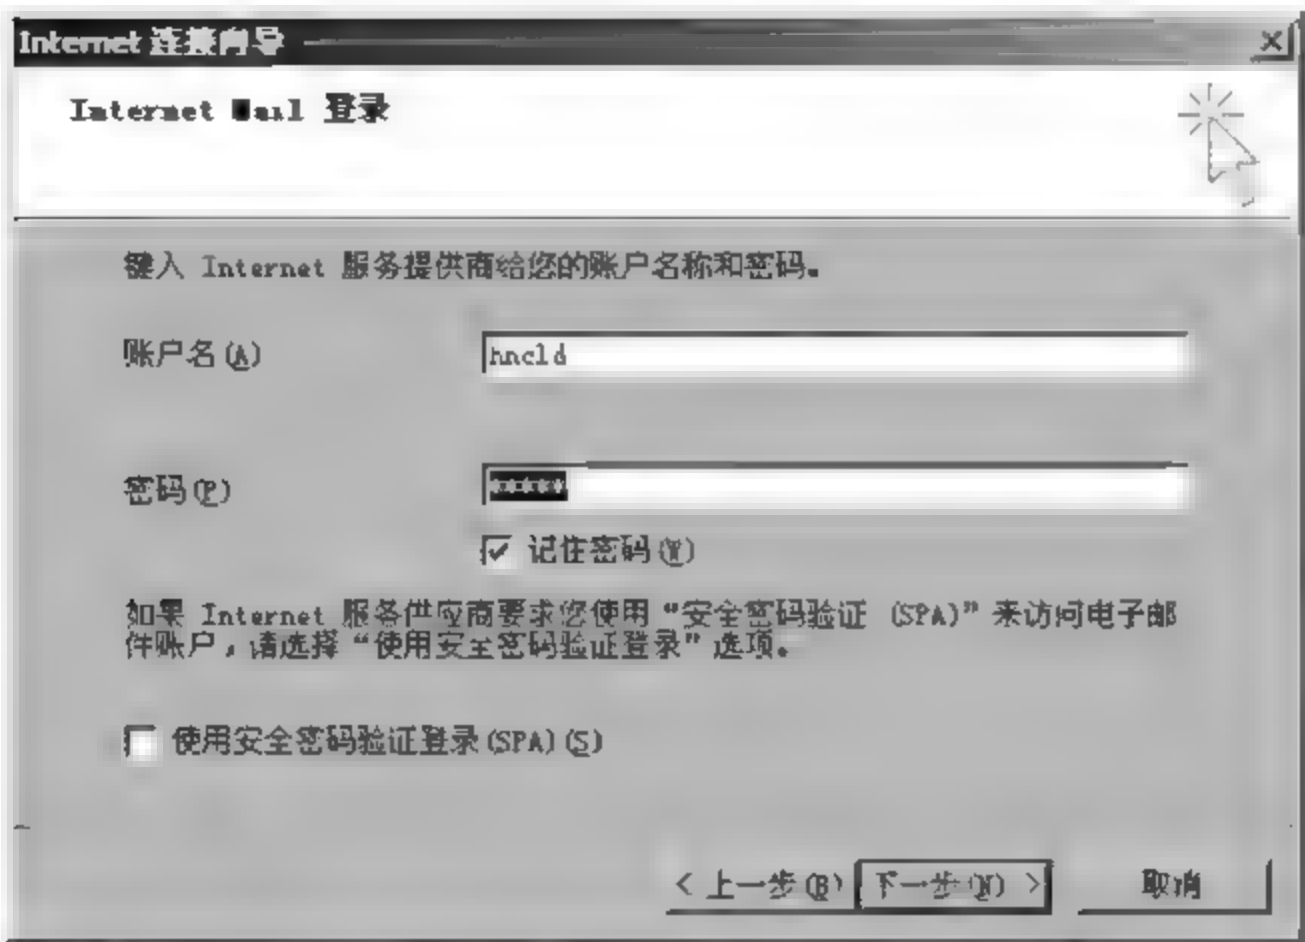 Internet 连接向导
Internet Mail 登录
键入 Internet 服务提供商给您的账户名称和密码。
账户名(A)
hncld
密码(P)
*****
记住密码(W)
如果 Internet 服务供应商要求您使用“安全密码验证 (SPA)”来访问电子邮
件账户，请选择“使用安全密码验证登录”选项。
使用安全密码验证登录(SPA)(S)
< 上一步(B)
下一步(N) >
取消